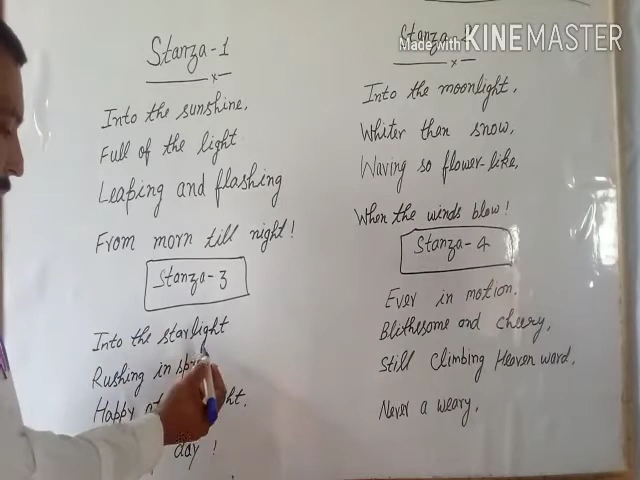 Stanza-1
Into the sunshine,
Full of the light
Leaping and flashing
From morn till night!
Stanza-
Into the moonlight,
Whiter than snow,
Waving so flower-like,
When the winds blow!
Stanza-3
Into the starlight
Rushing in
Happy
day!
Stanza-4
Ever in motion.
Blithesome and cheery,
Still Climbing Heaven ward,
Never a weary,
Made with KINEMASTER